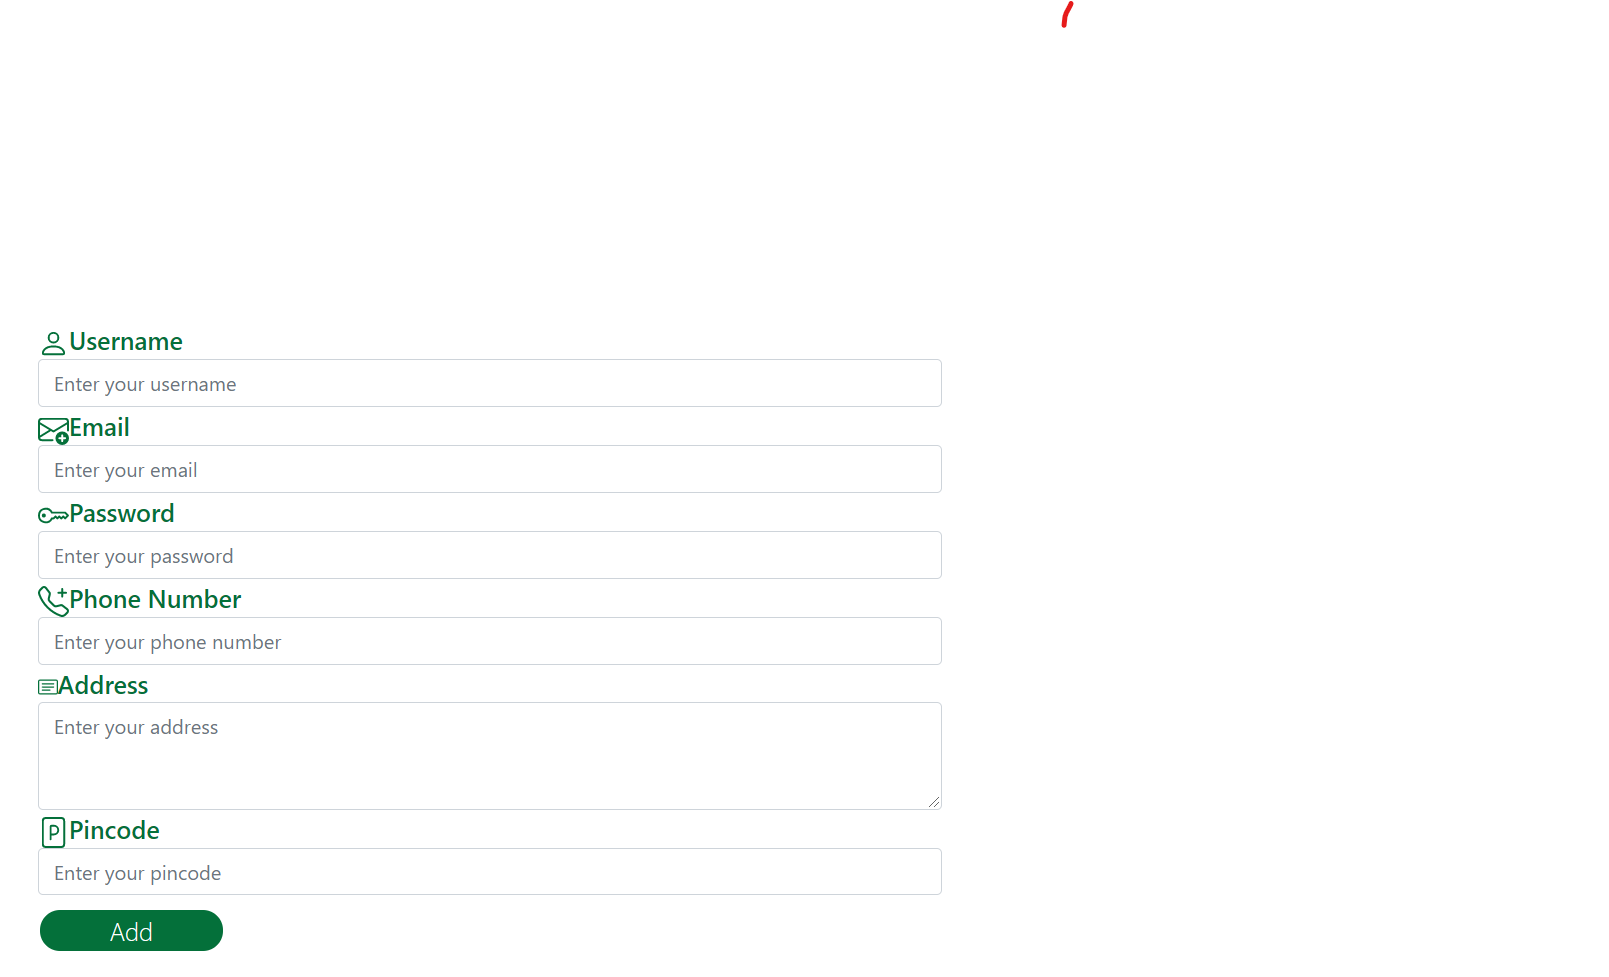 Username
Enter your username
Email
Enter your email
Password
Enter your password
Phone Number
Enter your phone number
Address
Enter your address
P Pincode
Enter your pincode
Add